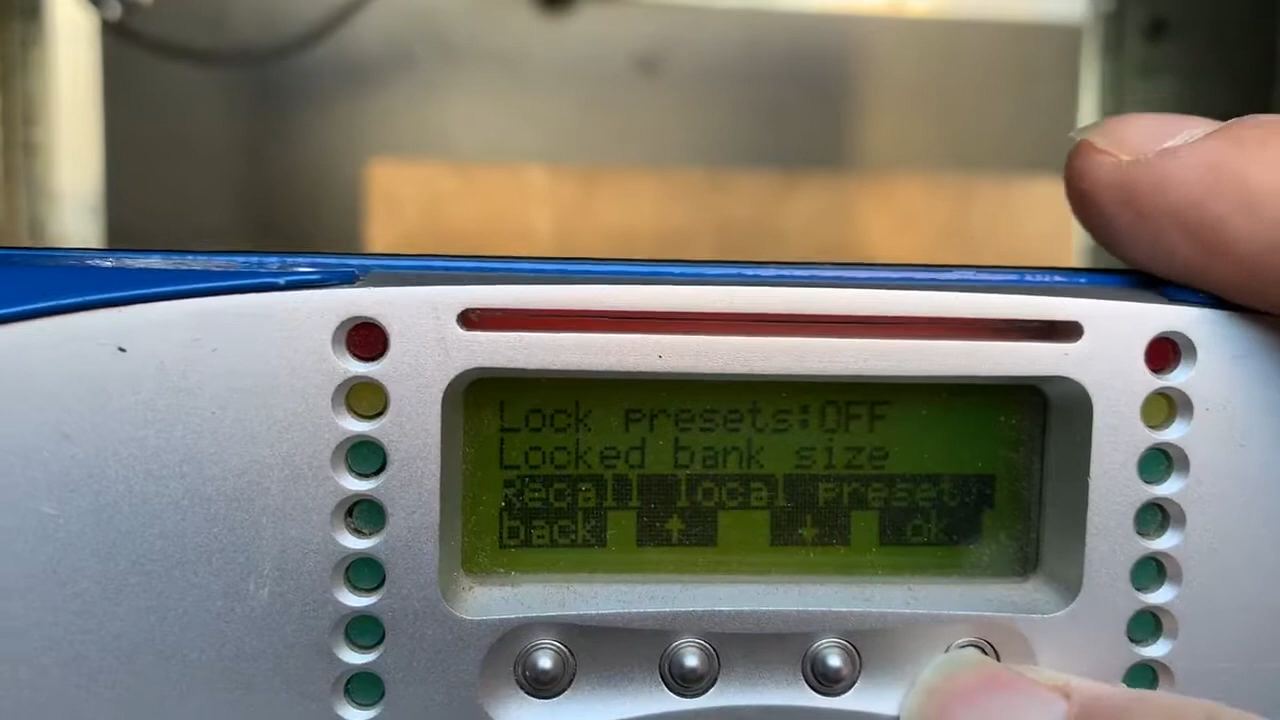 Lock presets:OFF
Locked bank size
Recall local preset
back ↑ ↓ ok